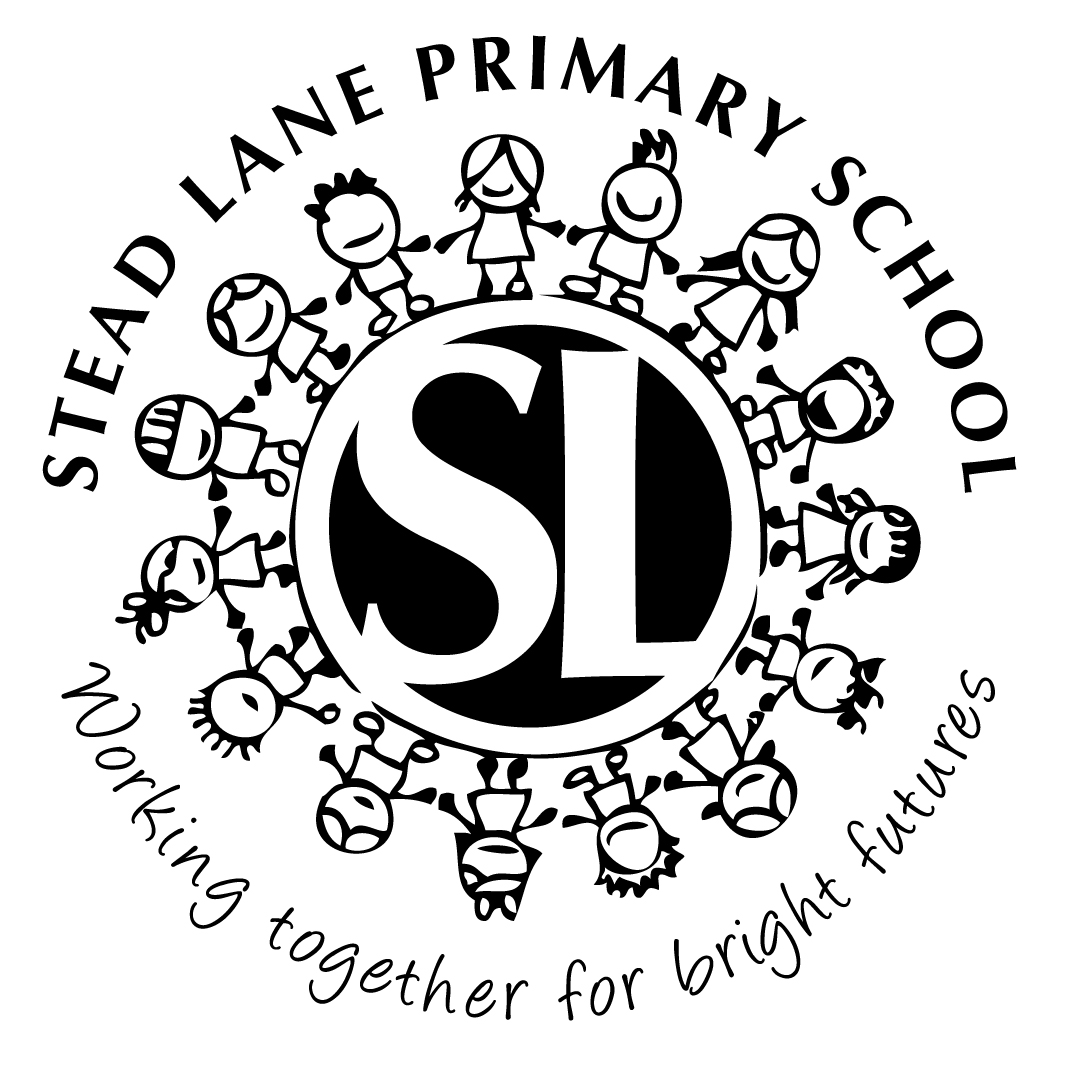 STEAD LANE PRIMARY SCHOOL
SL
Working together for bright futures